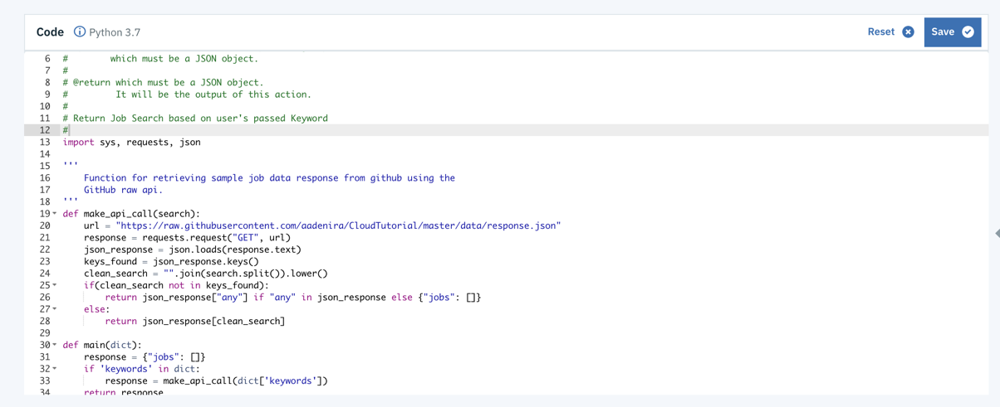 Code Python 3.7 Reset Save
6 # which must be a JSON object.
7 #
8 # @return which must be a JSON object.
9 # It will be the output of this action.
10 #
11 # Return Job Search based on user's passed Keyword
12 #
13 import sys, requests, json
14
15 '''
16 Function for retrieving sample job data response from github using the
17 GitHub raw api.
18 '''
19 def make_api_call(search):
20 url = "https://raw.githubusercontent.com/aadenira/CloudTutorial/master/data/response.json"
21 response = requests.request("GET", url)
22 json_response = json.loads(response.text)
23 keys_found = json_response.keys()
24 clean_search = "".join(search.split()).lower()
25 if(clean_search not in keys_found):
26 return json_response["any"] if "any" in json_response else {"jobs": []}
27 else:
28 return json_response[clean_search]
29
30 def main(dict):
31 response = {"jobs": []}
32 if 'keywords' in dict:
33 response = make_api_call(dict['keywords'])
34 return response